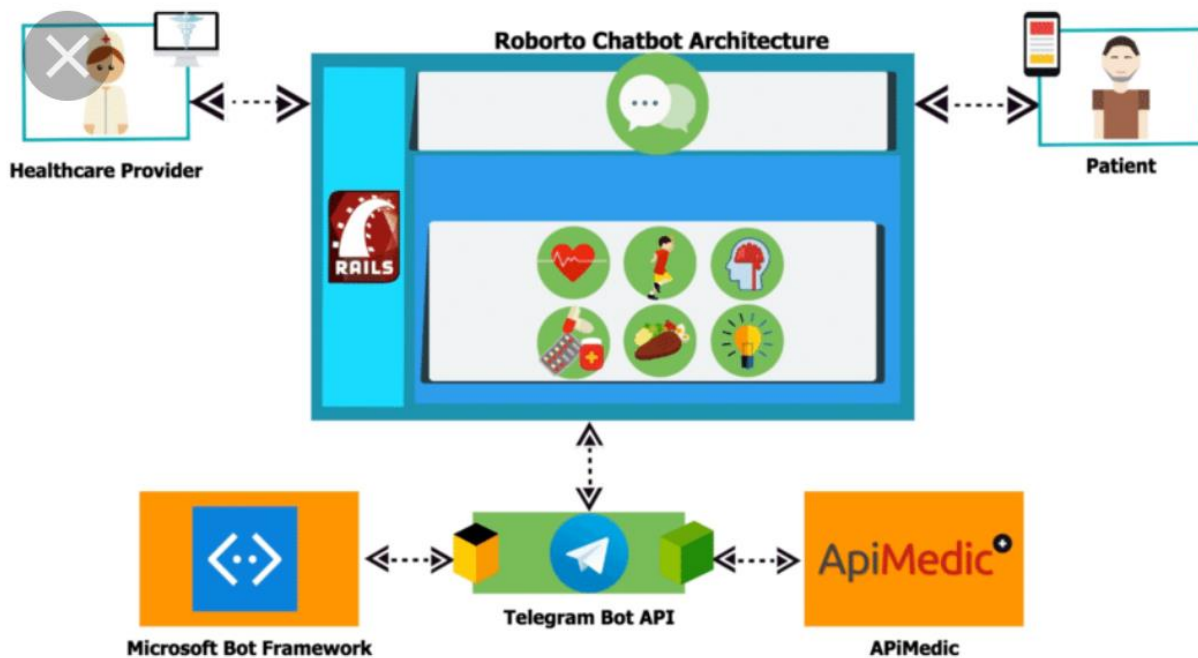 Roborto Chatbot Architecture
Healthcare Provider
Patient
RAILS
ApiMedic
Microsoft Bot Framework
Telegram Bot API
APiMedic